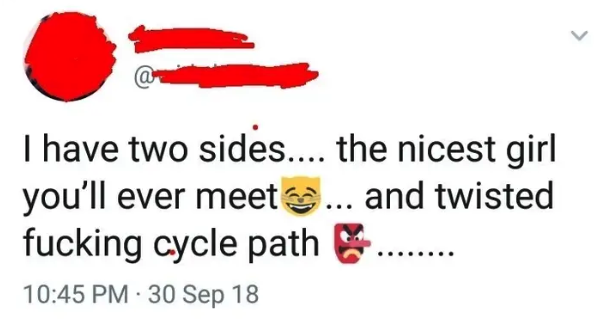 @
I have two sides.... the nicest girl
you'll ever meet😹... and twisted
fucking cycle path 👺........
10:45 PM · 30 Sep 18